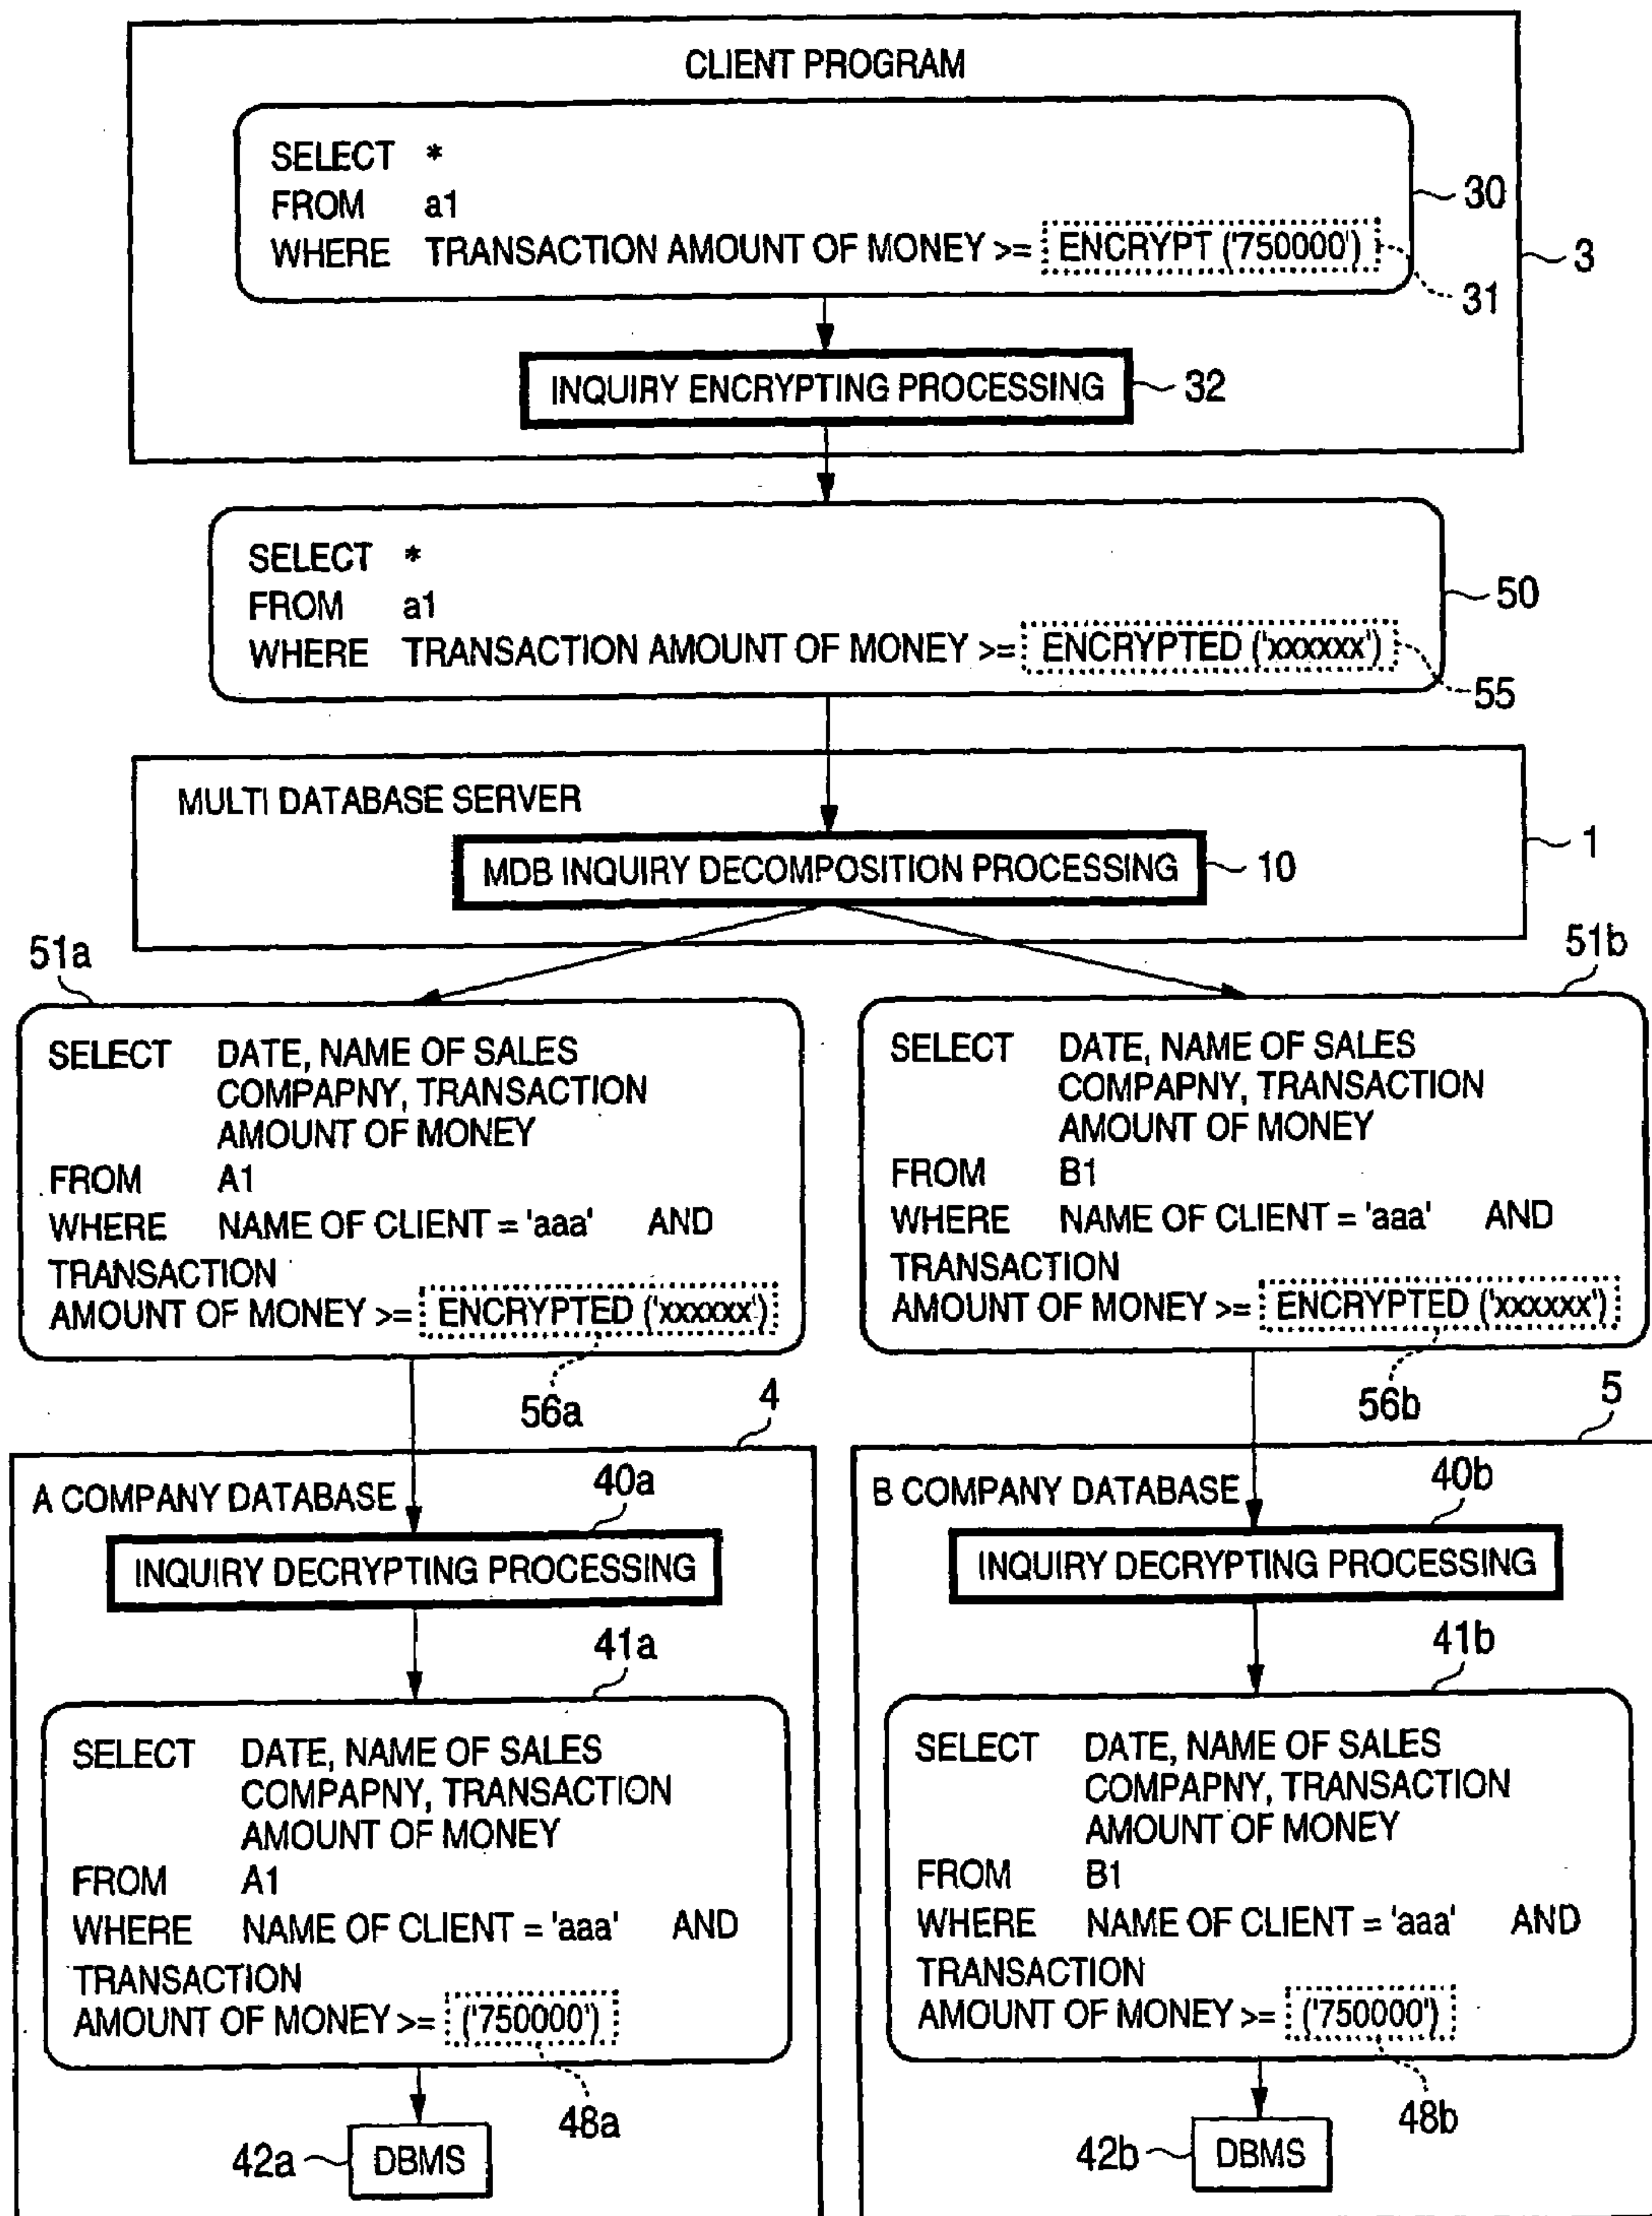 CLIENT PROGRAM
SELECT *
FROM a1
WHERE TRANSACTION AMOUNT OF MONEY >= ENCRYPT ('750000')
30
31
3
INQUIRY ENCRYPTING PROCESSING
32
SELECT *
FROM a1
WHERE TRANSACTION AMOUNT OF MONEY >= ENCRYPTED ('xxxxxx')
50
55
MULTI DATABASE SERVER
MDB INQUIRY DECOMPOSITION PROCESSING
10
1
51a
SELECT DATE, NAME OF SALES
COMPAPNY, TRANSACTION
AMOUNT OF MONEY
FROM A1
WHERE NAME OF CLIENT = 'aaa' AND
TRANSACTION
AMOUNT OF MONEY >= ENCRYPTED ('xxxxxx')
56a
51b
SELECT DATE, NAME OF SALES
COMPAPNY, TRANSACTION
AMOUNT OF MONEY
FROM B1
WHERE NAME OF CLIENT = 'aaa' AND
TRANSACTION
AMOUNT OF MONEY >= ENCRYPTED ('xxxxxx')
56b
4
A COMPANY DATABASE
40a
INQUIRY DECRYPTING PROCESSING
41a
SELECT DATE, NAME OF SALES
COMPAPNY, TRANSACTION
AMOUNT OF MONEY
FROM A1
WHERE NAME OF CLIENT = 'aaa' AND
TRANSACTION
AMOUNT OF MONEY >= ('750000')
48a
42a
DBMS
5
B COMPANY DATABASE
40b
INQUIRY DECRYPTING PROCESSING
41b
SELECT DATE, NAME OF SALES
COMPAPNY, TRANSACTION
AMOUNT OF MONEY
FROM B1
WHERE NAME OF CLIENT = 'aaa' AND
TRANSACTION
AMOUNT OF MONEY >= ('750000')
48b
42b
DBMS